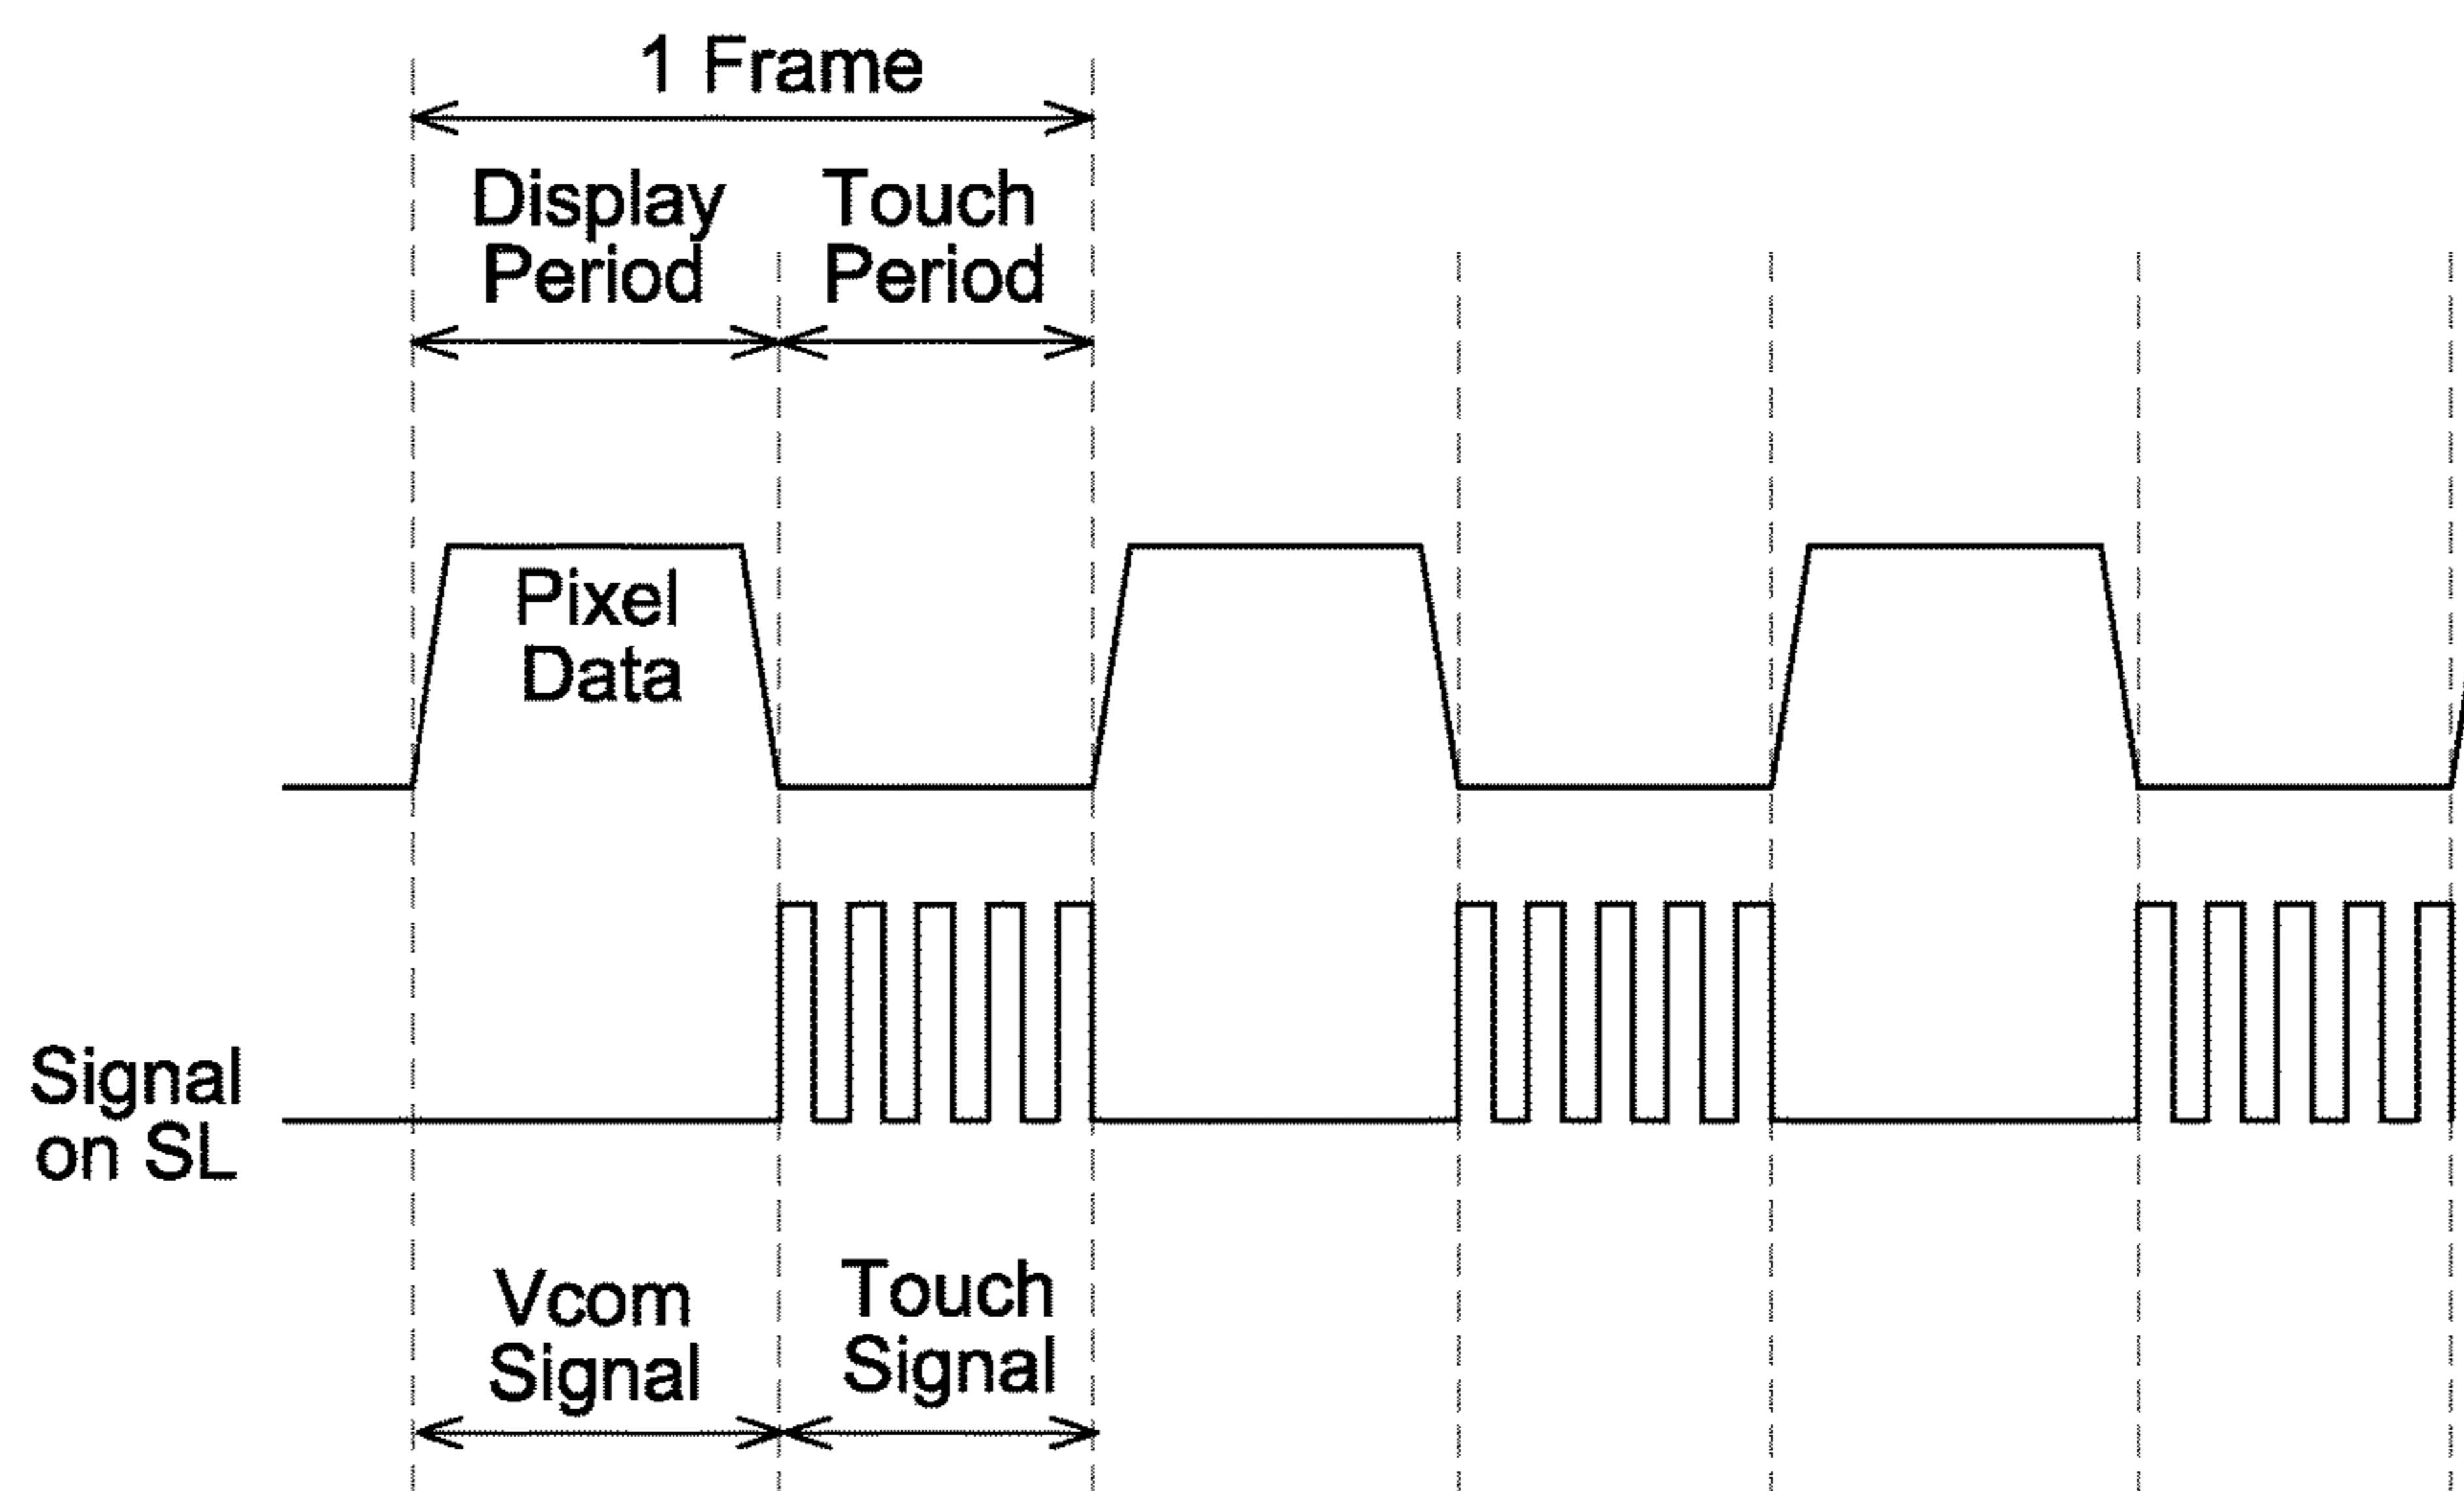 1 Frame
Display
Period
Touch
Period
Pixel
Data
Signal
on SL
Vcom
Signal
Touch
Signal